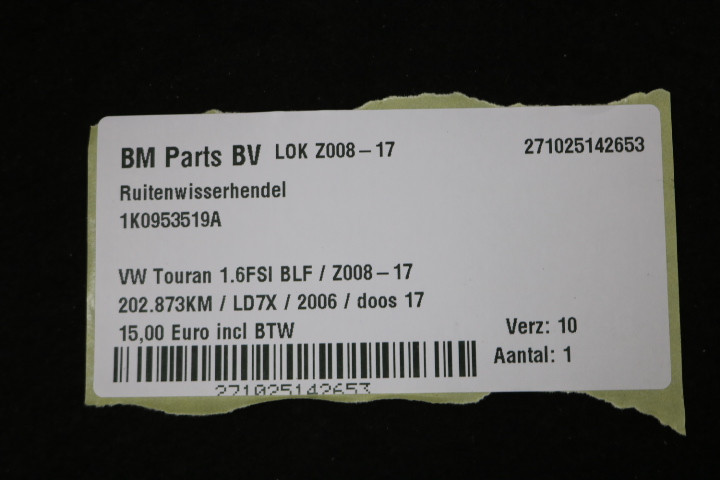 BM Parts BV LOK Z008-17 271025142653
Ruitenwisserhendel
1K0953519A
VW Touran 1.6FSI BLF / Z008-17
202.873KM / LD7X / 2006 / doos 17
15,00 Euro incl BTW Verz: 10
Aantal: 1
271025142653